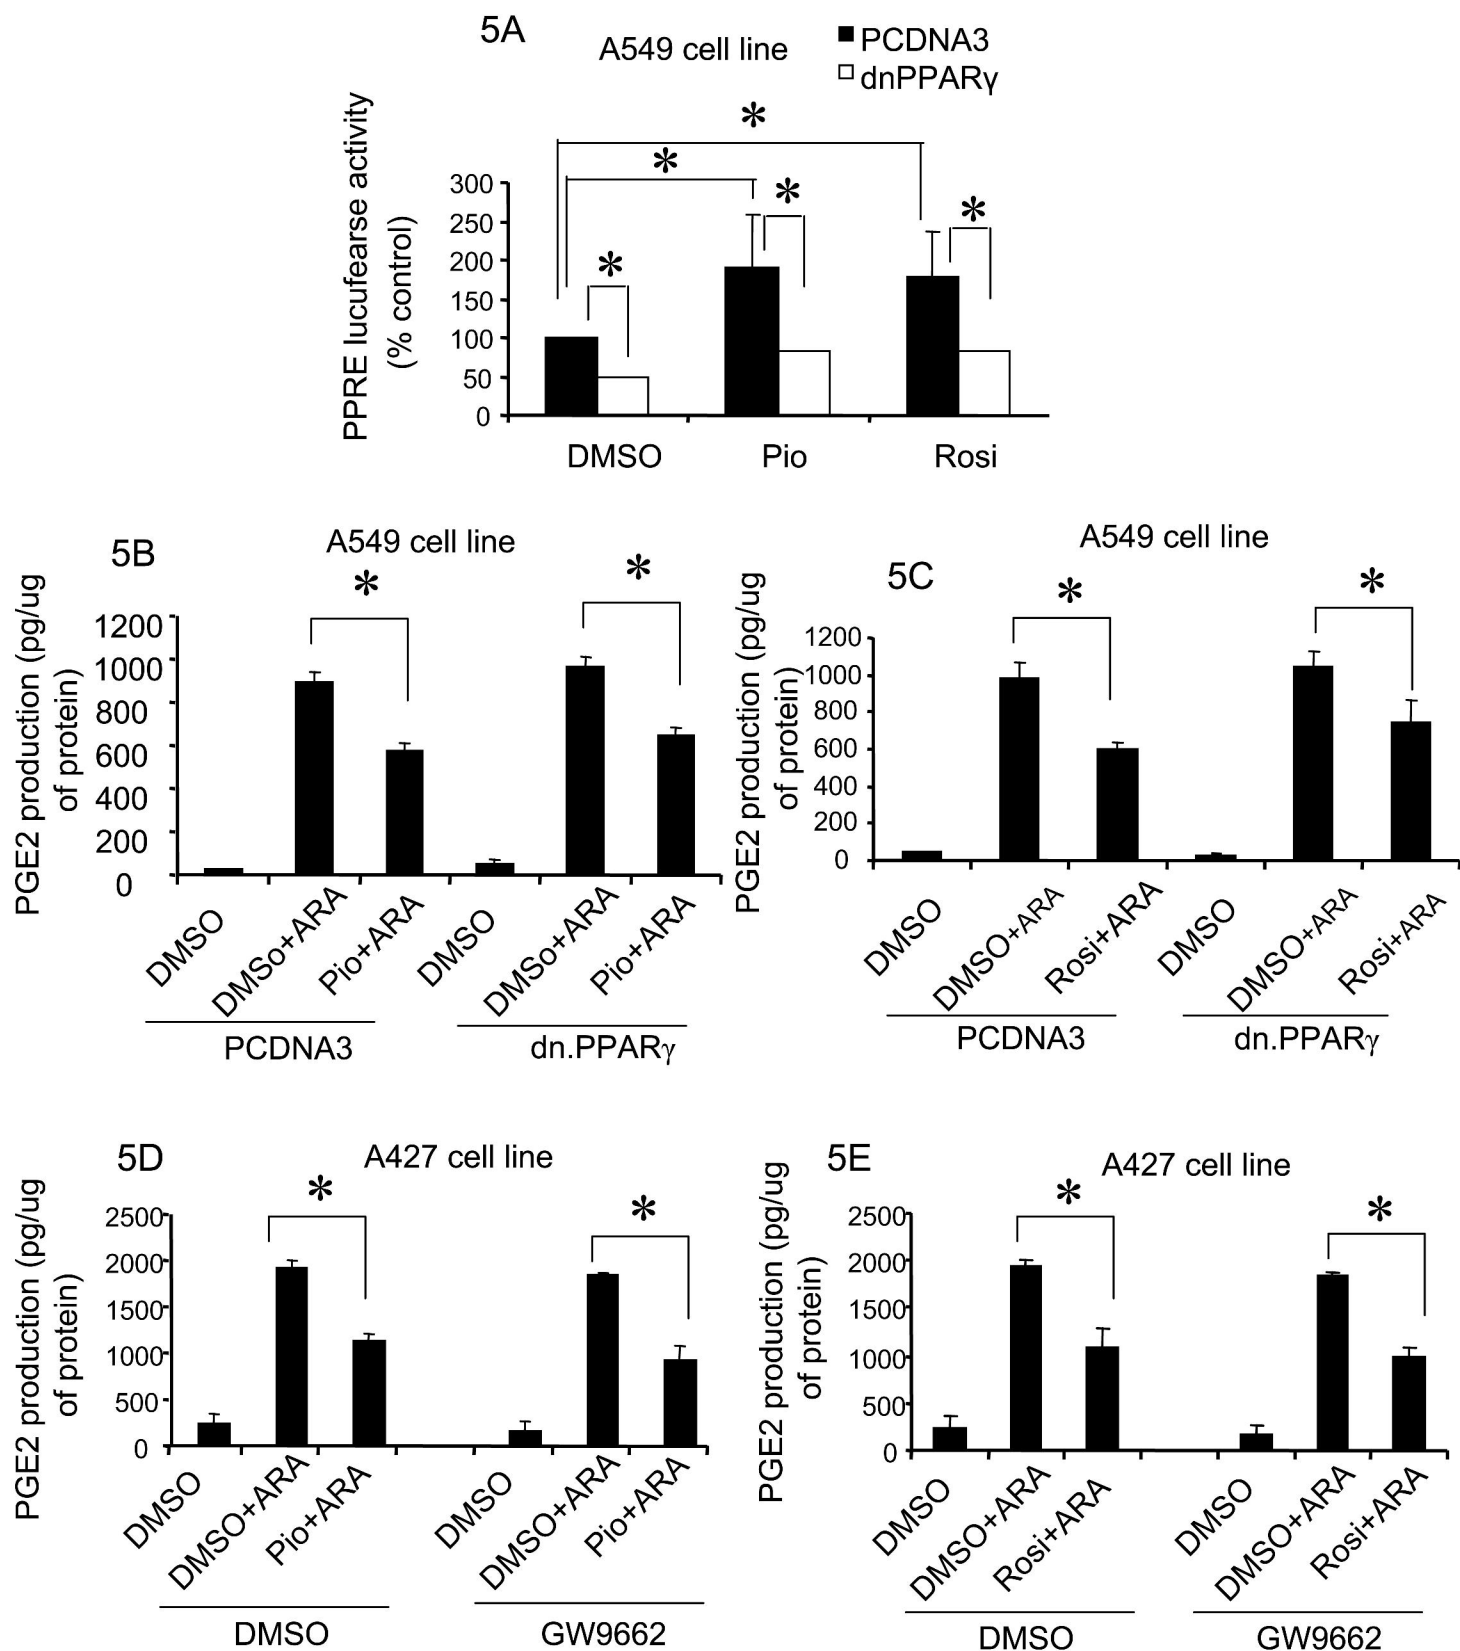 5A
A549 cell line
PCDNA3
dnPPARγ
*
*
*
*
*
PPRE lucufearse activity
(% control)
300
250
200
150
100
50
0
DMSO
Pio
Rosi
5B
A549 cell line
*
*
PGE2 production (pg/ug
of protein)
1200
1000
800
600
400
200
0
DMSO
DMSo+ARA
Pio+ARA
DMSO
DMSo+ARA
Pio+ARA
PCDNA3
dn.PPARγ
5C
A549 cell line
*
*
PGE2 production (pg/ug
of protein)
1200
1000
800
600
400
200
0
DMSO
DMSO+ARA
Rosi+ARA
DMSO
DMSO+ARA
Rosi+ARA
PCDNA3
dn.PPARγ
5D
A427 cell line
*
*
PGE2 production (pg/ug
of protein)
2500
2000
1500
1000
500
0
DMSO
DMSO+ARA
Pio+ARA
DMSO
DMSO+ARA
Pio+ARA
DMSO
GW9662
5E
A427 cell line
*
*
PGE2 production (pg/ug
of protein)
2500
2000
1500
1000
500
0
DMSO
DMSO+ARA
Rosi+ARA
DMSO
DMSO+ARA
Rosi+ARA
DMSO
GW9662